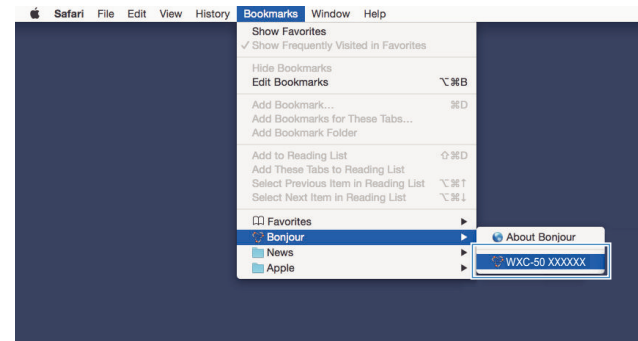 Safari File Edit View History Bookmarks Window Help
Show Favorites
✓ Show Frequently Visited in Favorites
Hide Bookmarks
Edit Bookmarks ⌥⌘B
Add Bookmark... ⌘D
Add Bookmarks for These Tabs...
Add Bookmark Folder
Add to Reading List ⇧⌘D
Add These Tabs to Reading List
Select Previous Item in Reading List ⌥⌘↑
Select Next Item in Reading List ⌥⌘↓
Favorites ▶
Bonjour ▶
About Bonjour
News ▶
WXC-50 XXXXXX
Apple ▶